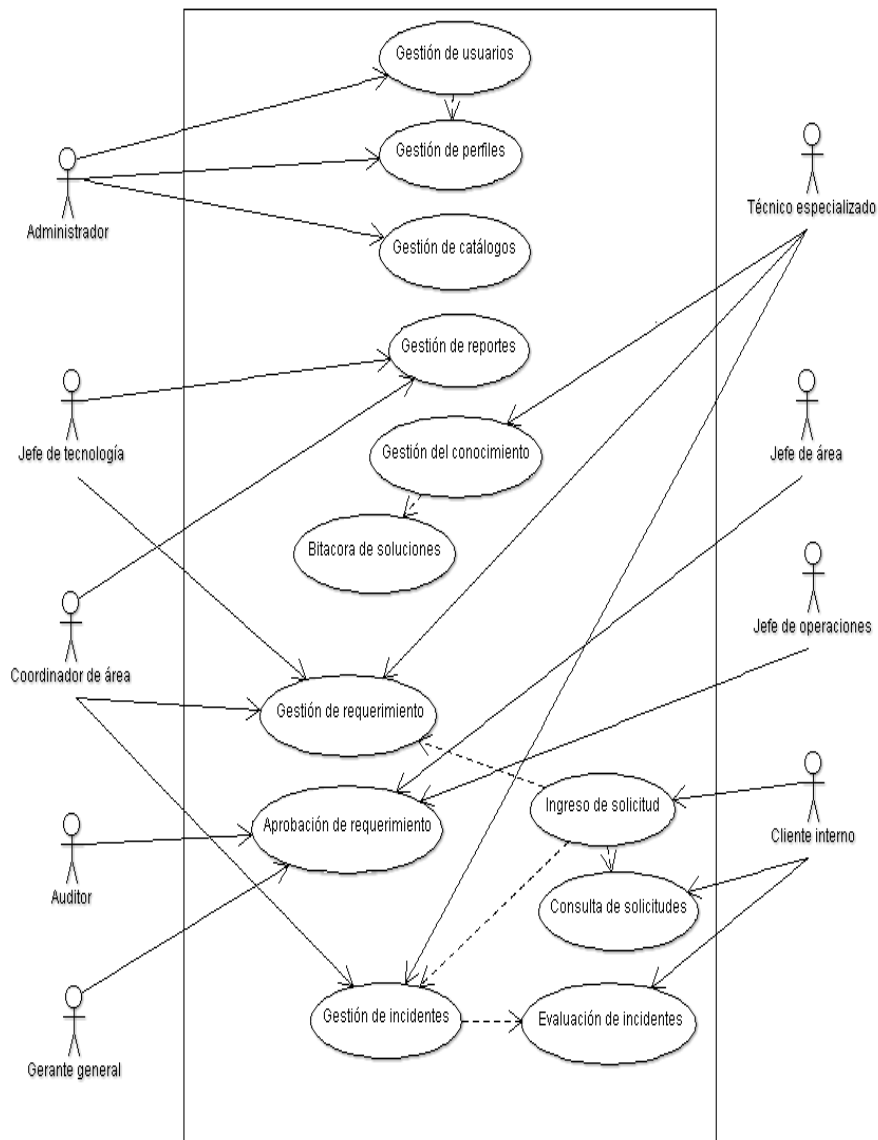 Gestión de usuarios
Gestión de perfiles
Técnico especializado
Administrador
Gestión de catálogos
Gestión de reportes
Jefe de tecnología
Gestión del conocimiento
Jefe de área
Bitacora de soluciones
Jefe de operaciones
Coordinador de área
Gestión de requerimiento
Ingreso de solicitud
Aprobación de requerimiento
Cliente interno
Auditor
Consulta de solicitudes
Gestión de incidentes
Evaluación de incidentes
Gerante general